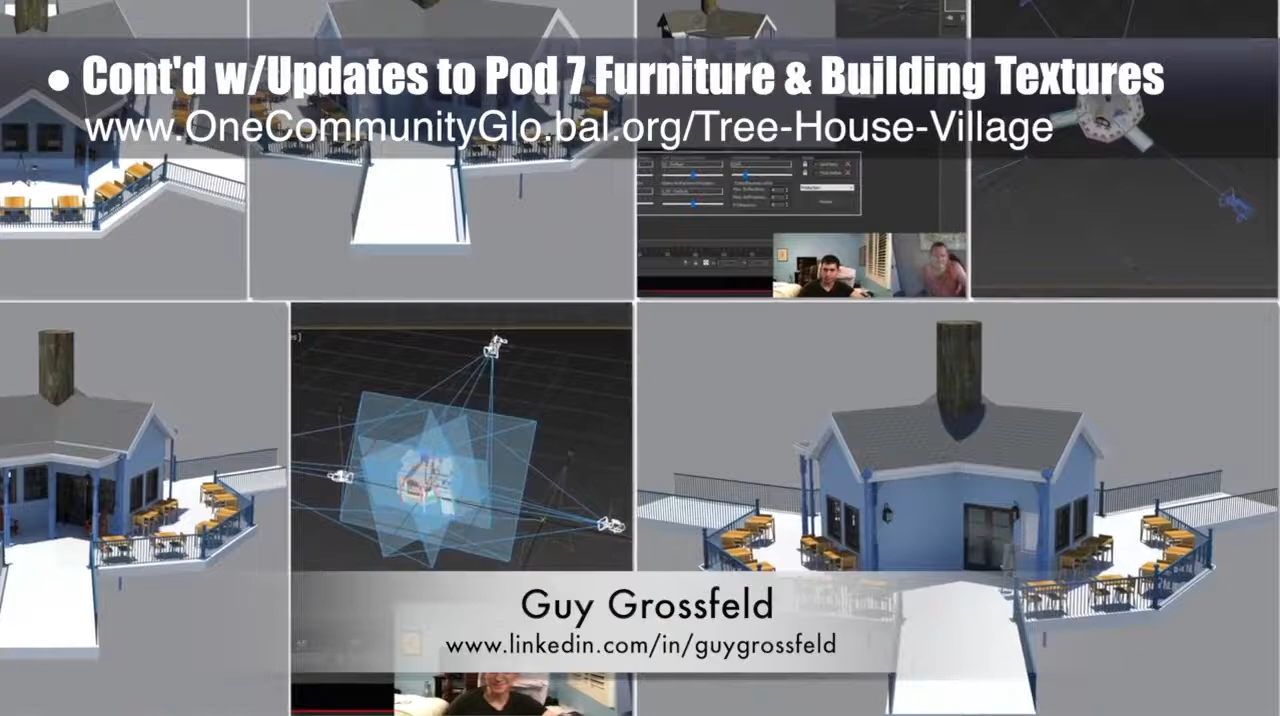 • Cont'd w/Updates to Pod 7 Furniture & Building Textures
www.OneCommunityGlo.bal.org/Tree-House-Village
Guy Grossfeld
www.linkedin.com/in/guygrossfeld